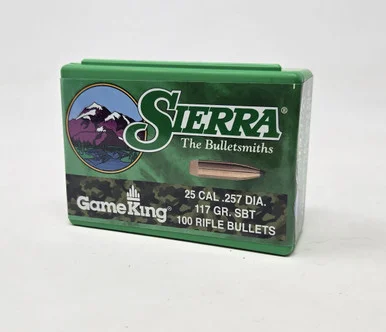 SIERRA®
The Bulletsmiths
GameKing®
25 CAL .257 DIA.
117 GR. SBT
100 RIFLE BULLETS